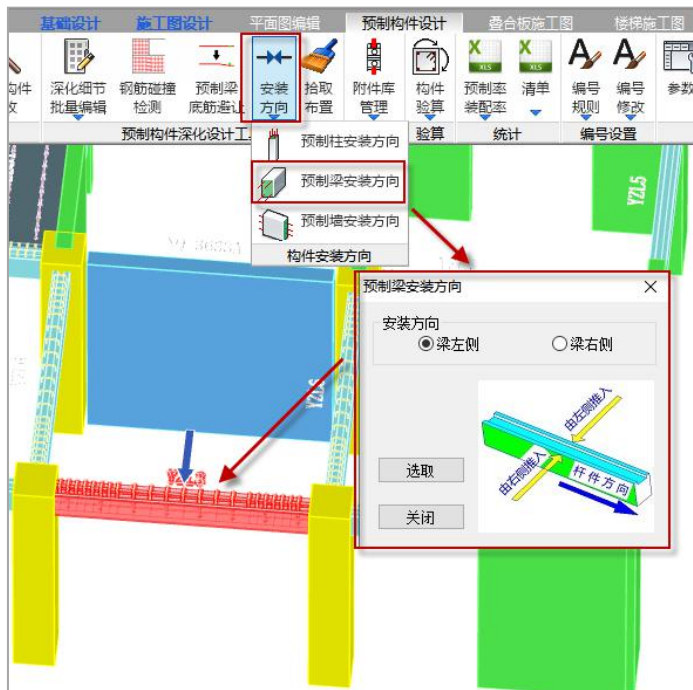 基础设计 施工图设计 平面图编辑 预制构件设计 叠合板施工图 楼梯施工图
构件 深化细节 钢筋碰撞 预制梁 安装 拾取 附件库 构件 预制率 清单 编号 编号 参数
改 批量编辑 检测 底筋避让 方向 布置 管理 验算 装配率 规则 修改
预制构件深化设计工 验算 统计 编号设置
XLS XLS
预制柱安装方向
预制梁安装方向
预制墙安装方向
构件安装方向
YZL5
YZL5
YZL3
预制梁安装方向
安装方向
梁左侧 梁右侧
选取
关闭
由左侧推入
由右侧推入
杆件方向